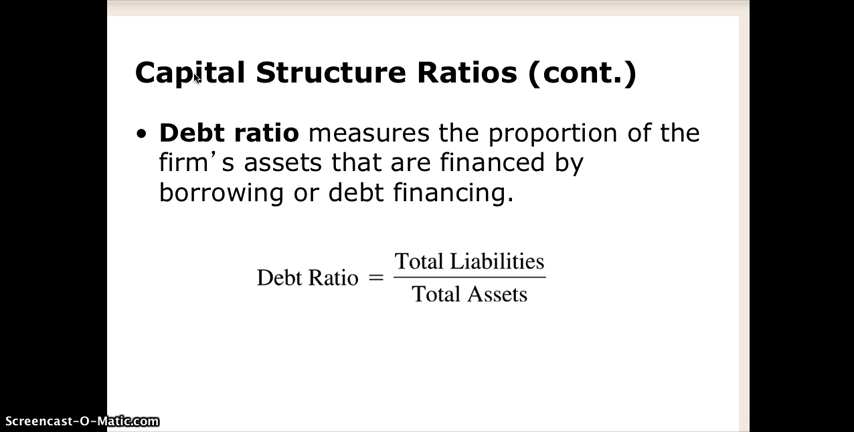 Capital Structure Ratios (cont.)
• Debt ratio measures the proportion of the
firm's assets that are financed by
borrowing or debt financing.
Debt Ratio = Total Liabilities
Total Assets
Screencast-O-Matic.com